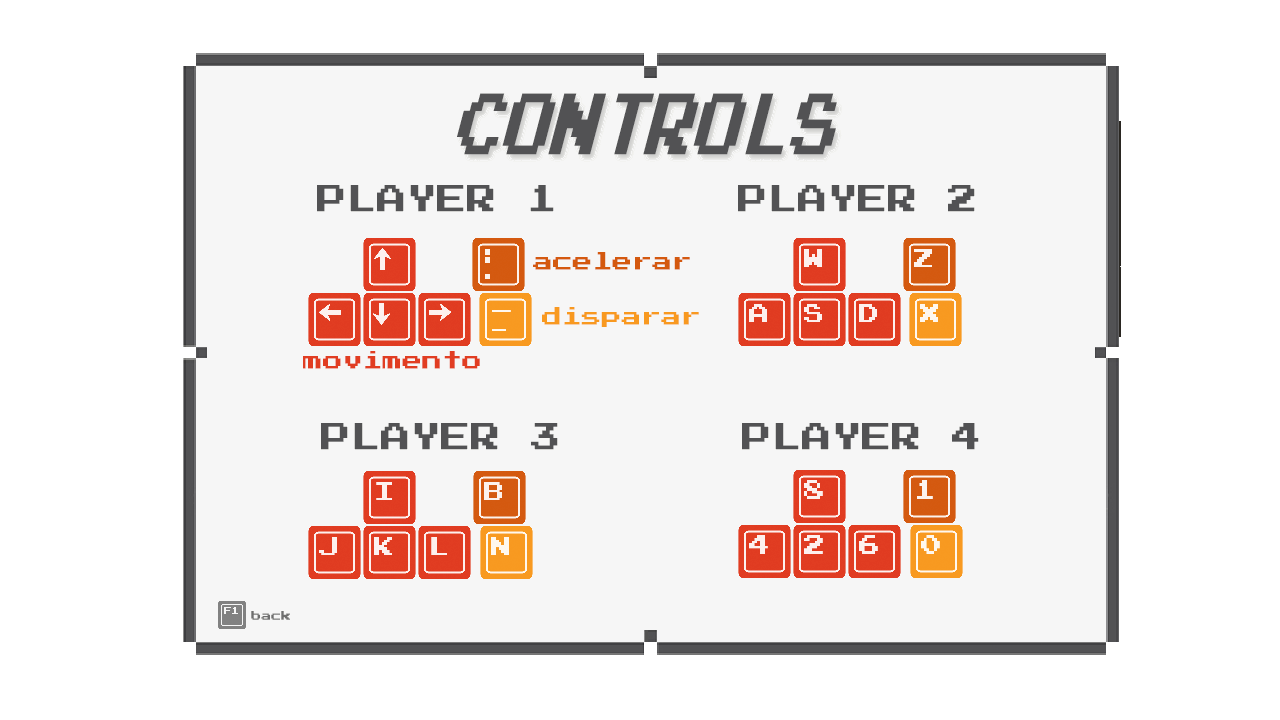 CONTROLS
PLAYER 1
↑ : . acelerar
← ↓ → — _ disparar
movimento
PLAYER 2
W Z
A S D X
PLAYER 3
I B
J K L N
PLAYER 4
8 1
4 2 6 0
F1 back